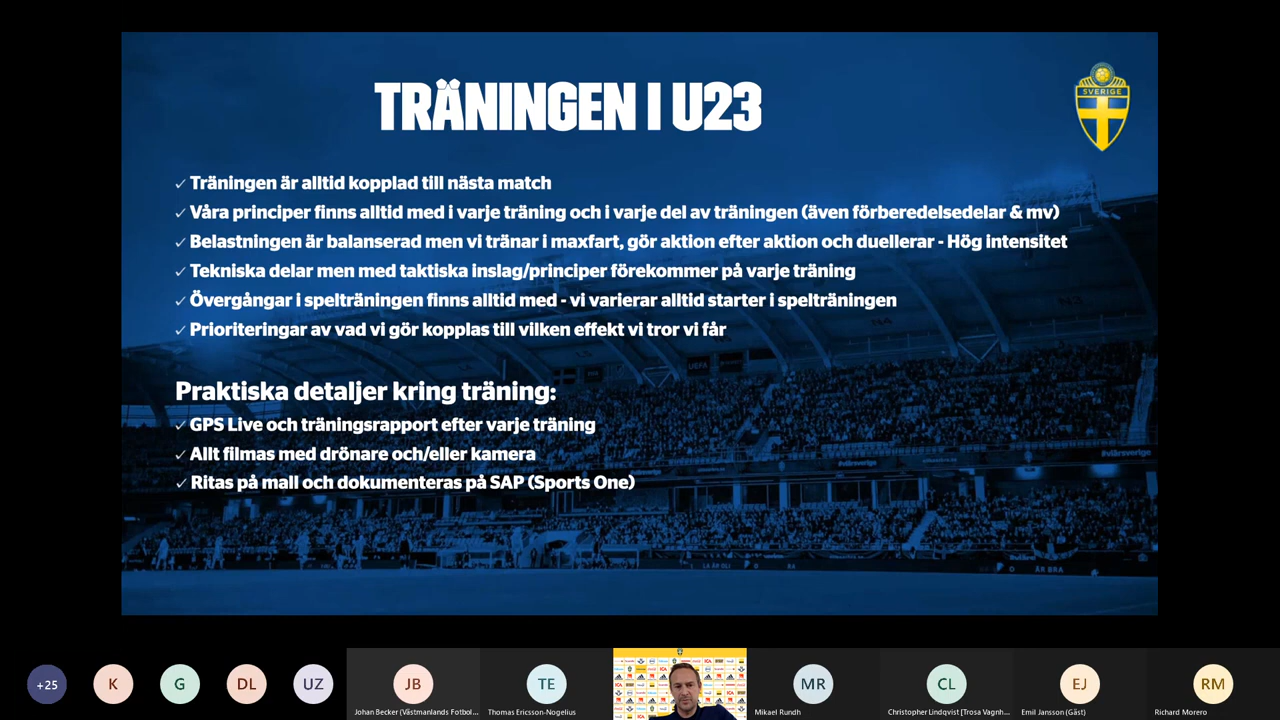 TRÄNINGEN I U23
SVERIGE
✓ Träningen är alltid kopplad till nästa match
✓ Våra principer finns alltid med i varje träning och i varje del av träningen (även förberedelsedelar & mv)
✓ Belastningen är balanserad men vi tränar i maxfart, gör aktion efter aktion och duellerar - Hög intensitet
✓ Tekniska delar men med taktiska inslag/principer förekommer på varje träning
✓ Övergångar i spelträningen finns alltid med - vi varierar alltid starter i spelträningen
✓ Prioriteringar av vad vi gör kopplas till vilken effekt vi tror vi får
Praktiska detaljer kring träning:
✓ GPS Live och träningsrapport efter varje träning
✓ Allt filmas med drönare och/eller kamera
✓ Ritas på mall och dokumenteras på SAP (Sports One)
+25
K
G
DL
UZ
JB
TE
MR
CL
EJ
RM
Johan Becker (Västmanlands Fotbol...
Thomas Ericsson-Nogelius
Mikael Rundh
Christopher Lindqvist [Trosa Vagnh...
Emil Jansson (Gäst)
Richard Morero